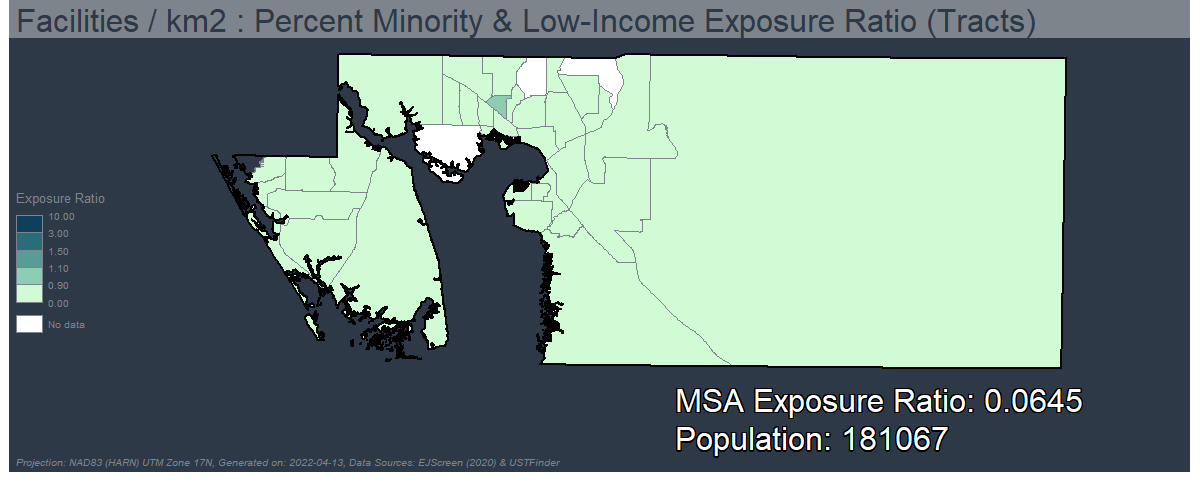 Facilities / km2 : Percent Minority & Low-Income Exposure Ratio (Tracts)
Exposure Ratio
10.00
3.00
1.50
1.10
0.90
0.00
No data
MSA Exposure Ratio: 0.0645
Population: 181067
Projection: NAD83 (HARN) UTM Zone 17N, Generated on: 2022-04-13, Data Sources: EJScreen (2020) & USTFinder